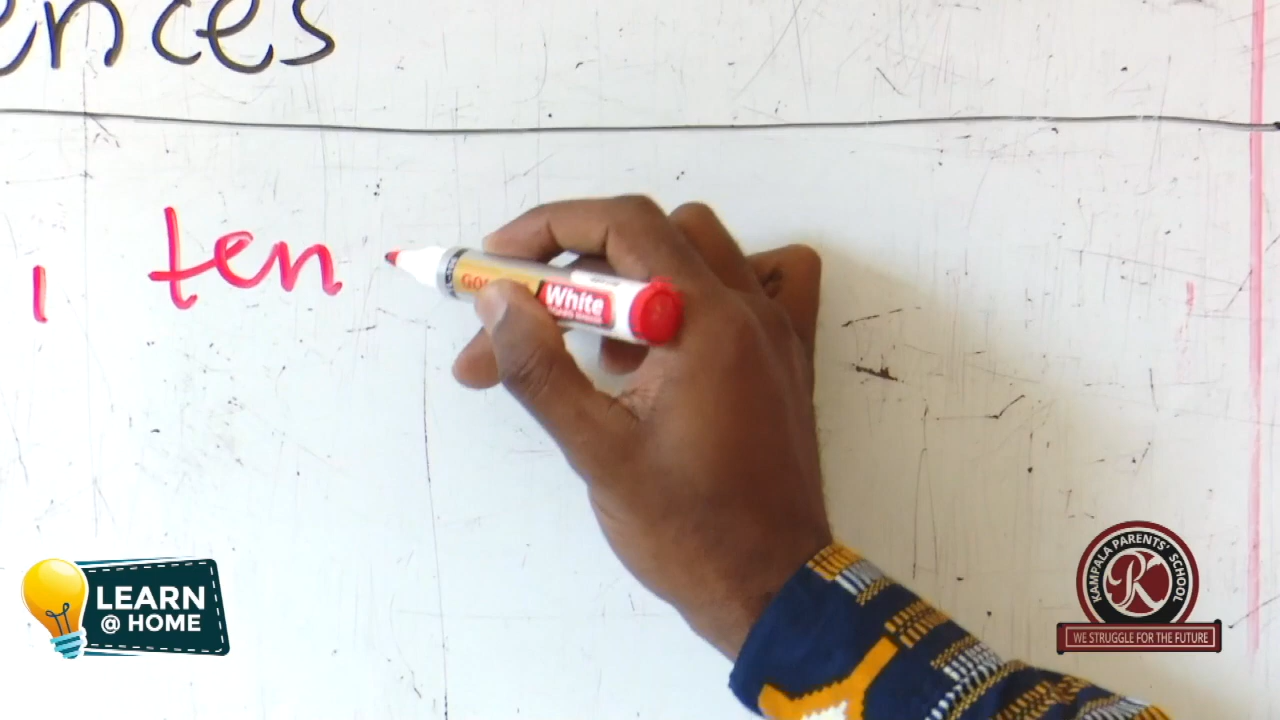 ences
1 ten
White
LEARN
@ HOME
KAMPALA PARENTS' SCHOOL
K
WE STRUGGLE FOR THE FUTURE